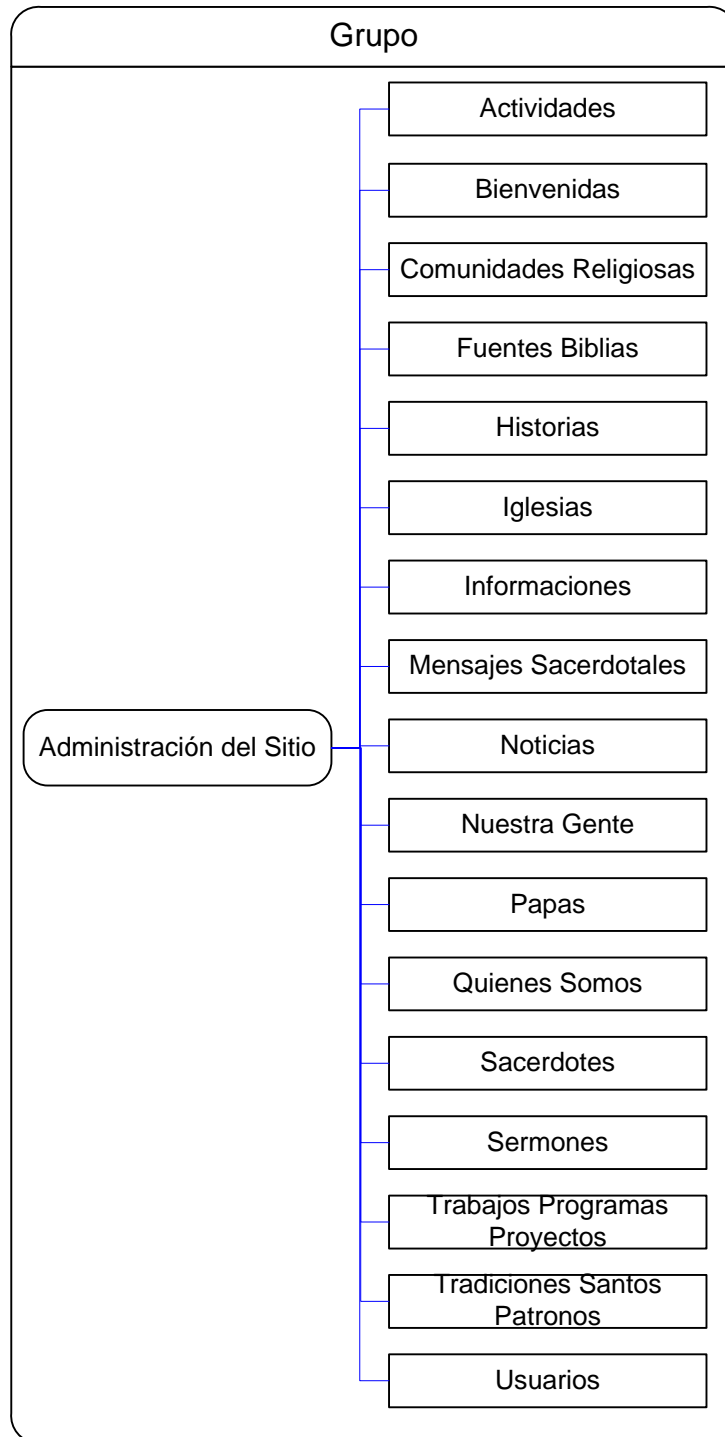 Grupo
Actividades
Bienvenidas
Comunidades Religiosas
Fuentes Biblias
Historias
Iglesias
Informaciones
Mensajes Sacerdotales
Administración del Sitio
Noticias
Nuestra Gente
Papas
Quienes Somos
Sacerdotes
Sermones
Trabajos Programas
Proyectos
Tradiciones Santos
Patronos
Usuarios